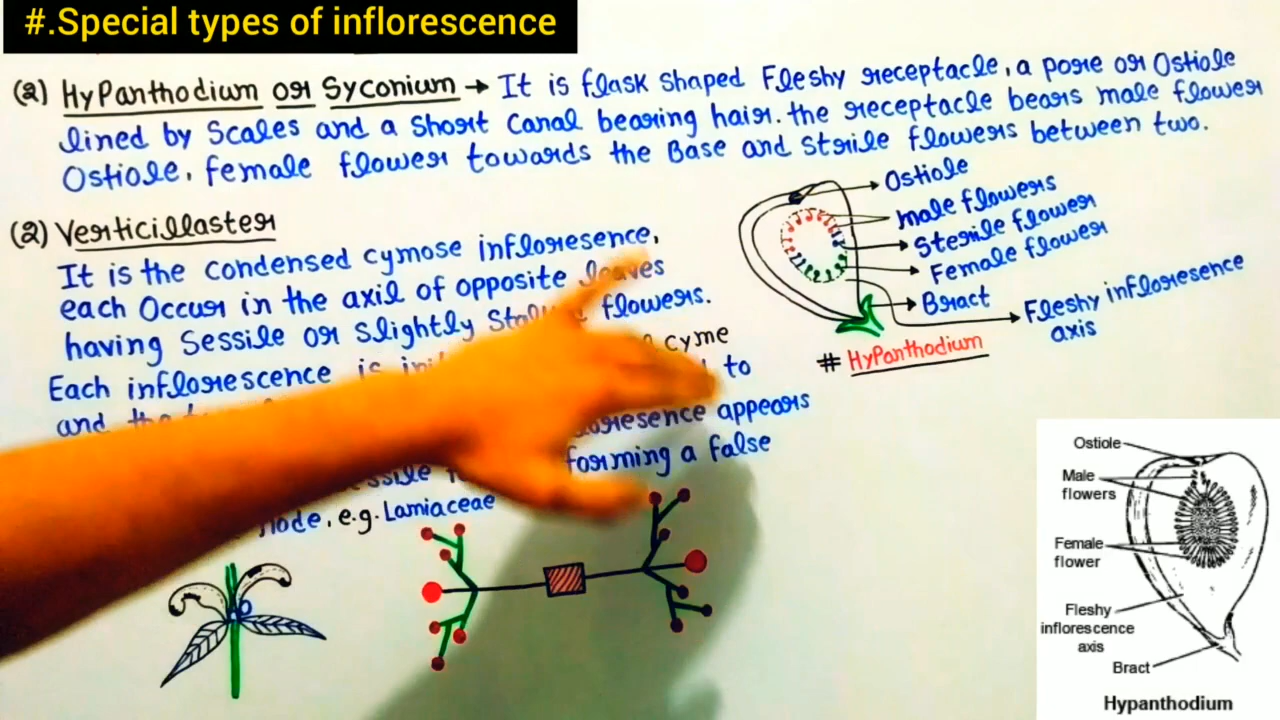 #.Special types of inflorescence
(2) HyPanthodium or Syconium → It is flask shaped Fleshy receptacle, a pore or Ostiole
lined by Scales and a Short Canal bearing hair. the receptacle bears male flower
Ostiole, female flower towards the Base and Sterile flowers between two.
Ostiole
male flowers
Sterile flower
Female flower
Bract
Fleshy infloresence
axis
# HyPanthodium
(2) Verticillaster
It is the condensed cymose infloresence,
each Occur in the axil of opposite leaves
having Sessile or slightly flowers.
Each inflorescence is cyme
and to
appears
forming a false
node, e.g. Lamiaceae
Ostiole
Male
flowers
Female
flower
Fleshy
inflorescence
axis
Bract
Hypanthodium